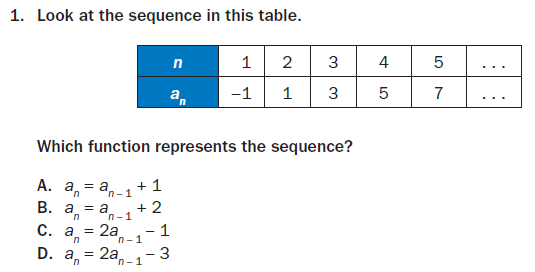 1. Look at the sequence in this table.
n 1 2 3 4 5 . . .
aₙ −1 1 3 5 7 . . .
Which function represents the sequence?
A. aₙ = aₙ₋₁ + 1
B. aₙ = aₙ₋₁ + 2
C. aₙ = 2aₙ₋₁ − 1
D. aₙ = 2aₙ₋₁ − 3